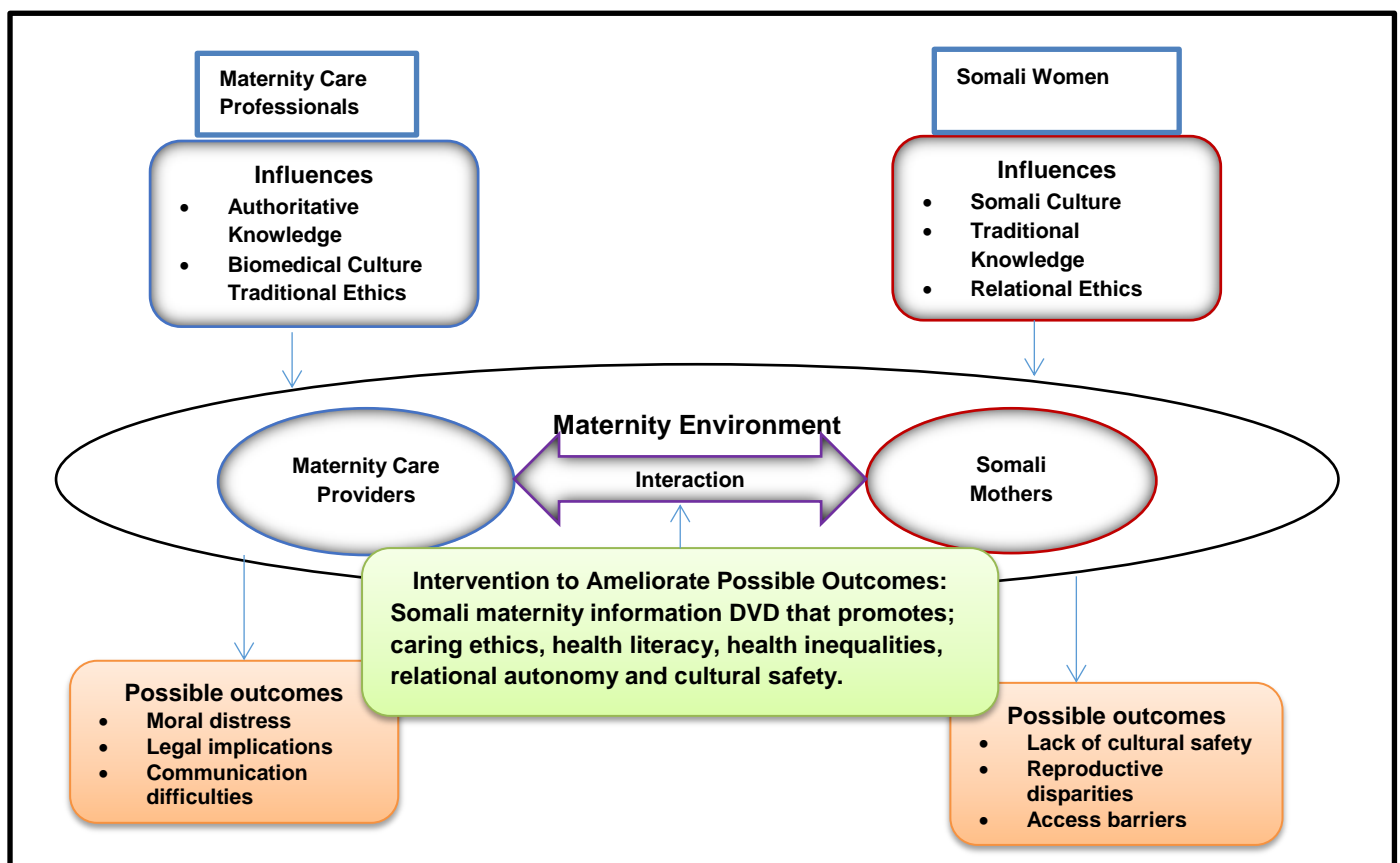 Maternity Care
Professionals
Somali Women
Influences
• Authoritative
Knowledge
• Biomedical Culture
Traditional Ethics
Influences
• Somali Culture
• Traditional
Knowledge
• Relational Ethics
Maternity Environment
Maternity Care
Providers
Interaction
Somali
Mothers
Intervention to Ameliorate Possible Outcomes:
Somali maternity information DVD that promotes;
caring ethics, health literacy, health inequalities,
relational autonomy and cultural safety.
Possible outcomes
• Moral distress
• Legal implications
• Communication
difficulties
Possible outcomes
• Lack of cultural safety
• Reproductive
disparities
• Access barriers